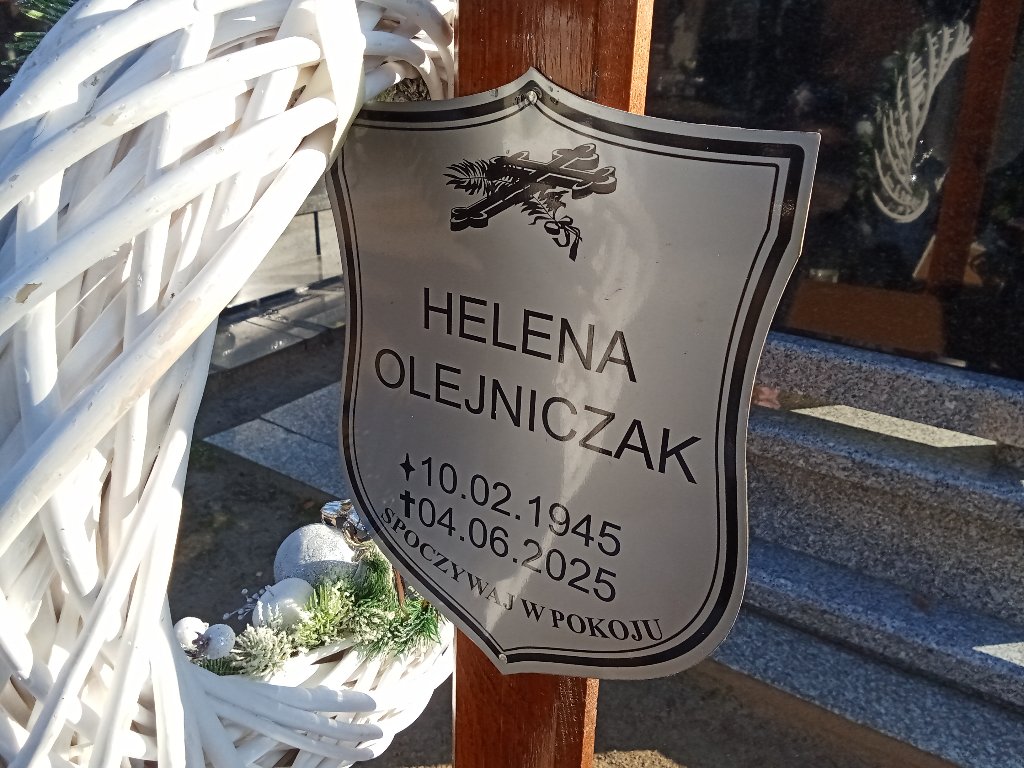 HELENA
OLEJNICZAK
✦10.02.1945
✝04.06.2025
SPOCZYWAJ W POKOJU